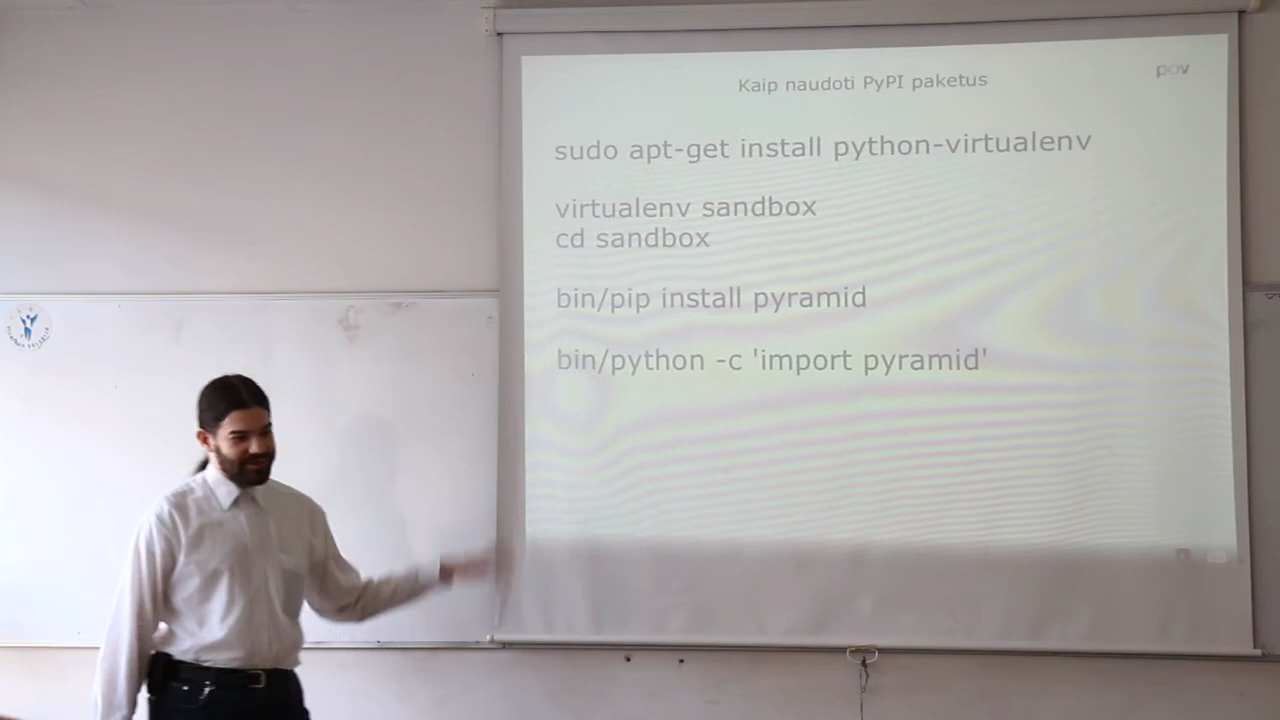 Kaip naudoti PyPI paketus
pov
sudo apt-get install python-virtualenv
virtualenv sandbox
cd sandbox
bin/pip install pyramid
bin/python -c 'import pyramid'